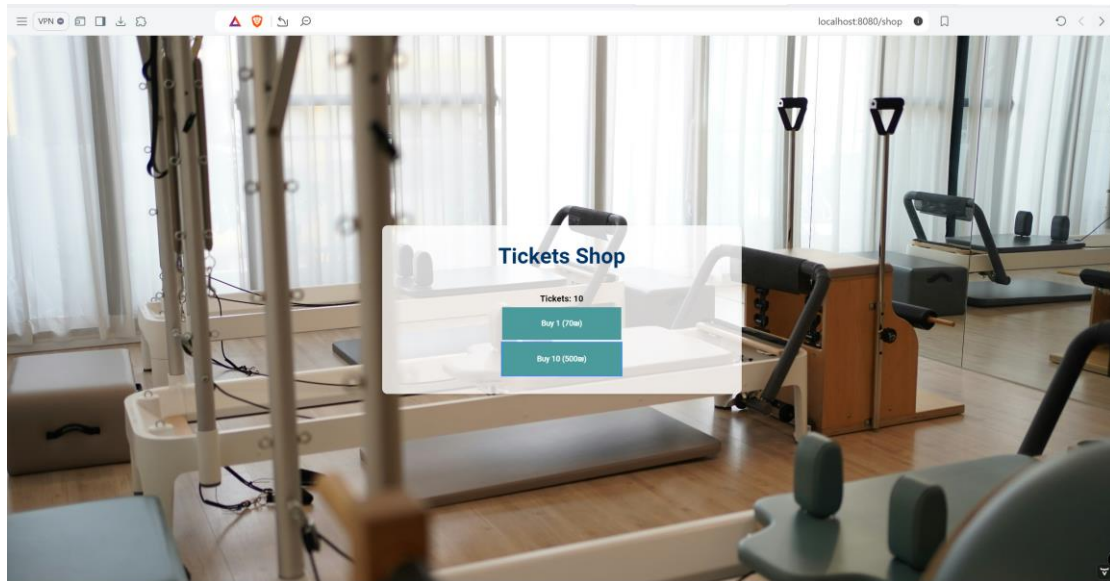 VPN
localhost:8080/shop
Tickets Shop
Tickets: 10
Buy 1 (70₪)
Buy 10 (500₪)